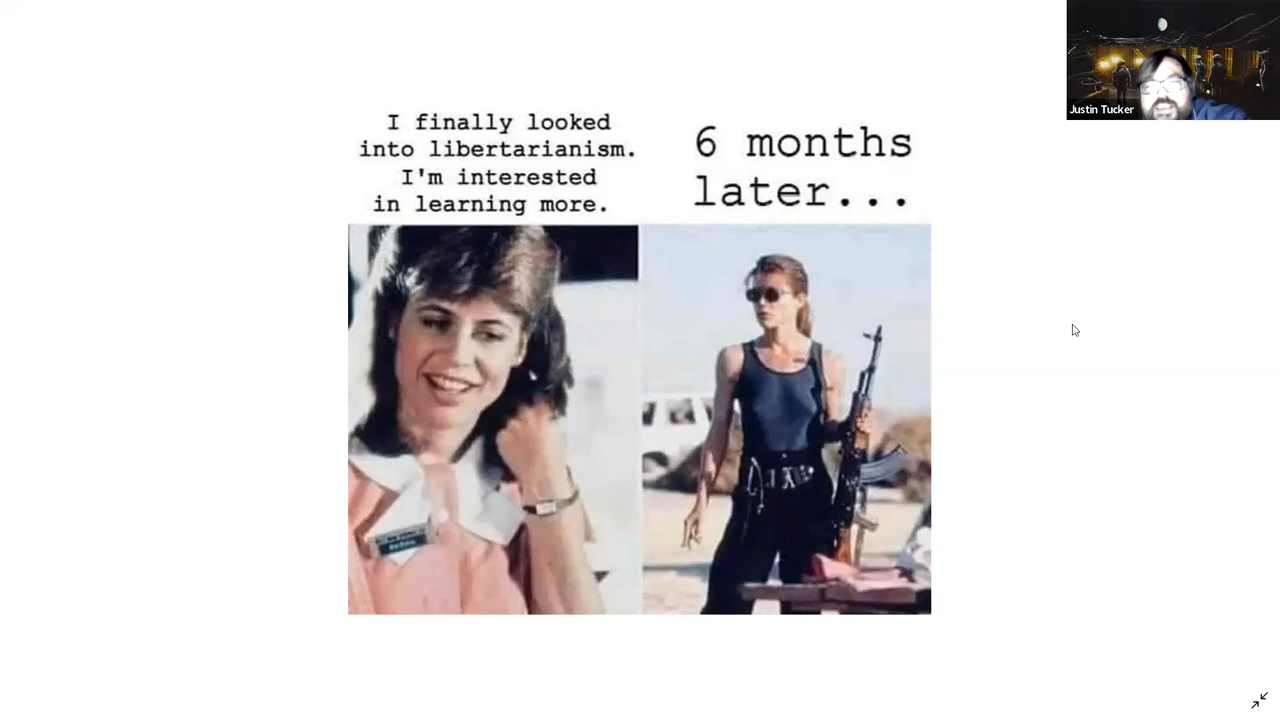 I finally looked
into libertarianism.
I'm interested
in learning more.
6 months
later...
Justin Tucker